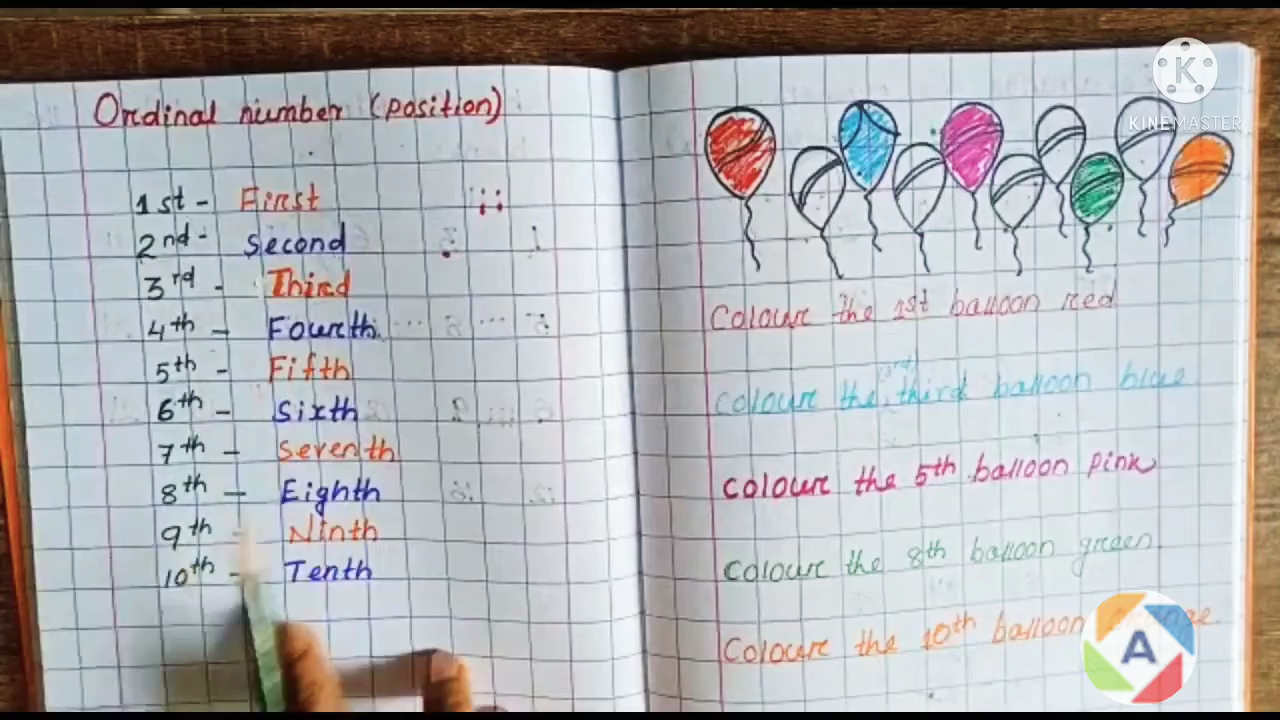 Ordinal number (position)
1st - First
2nd - Second
3rd - Third
4th - Fourth
5th - Fifth
6th - Sixth
7th - Seventh
8th - Eighth
9th - Ninth
10th - Tenth
K
KINEMASTER
Colour the 1st balloon red
(3rd)
Colour the third balloon blue
Colour the 5th balloon pink
Colour the 8th balloon green
Colour the 10th balloon orange
A